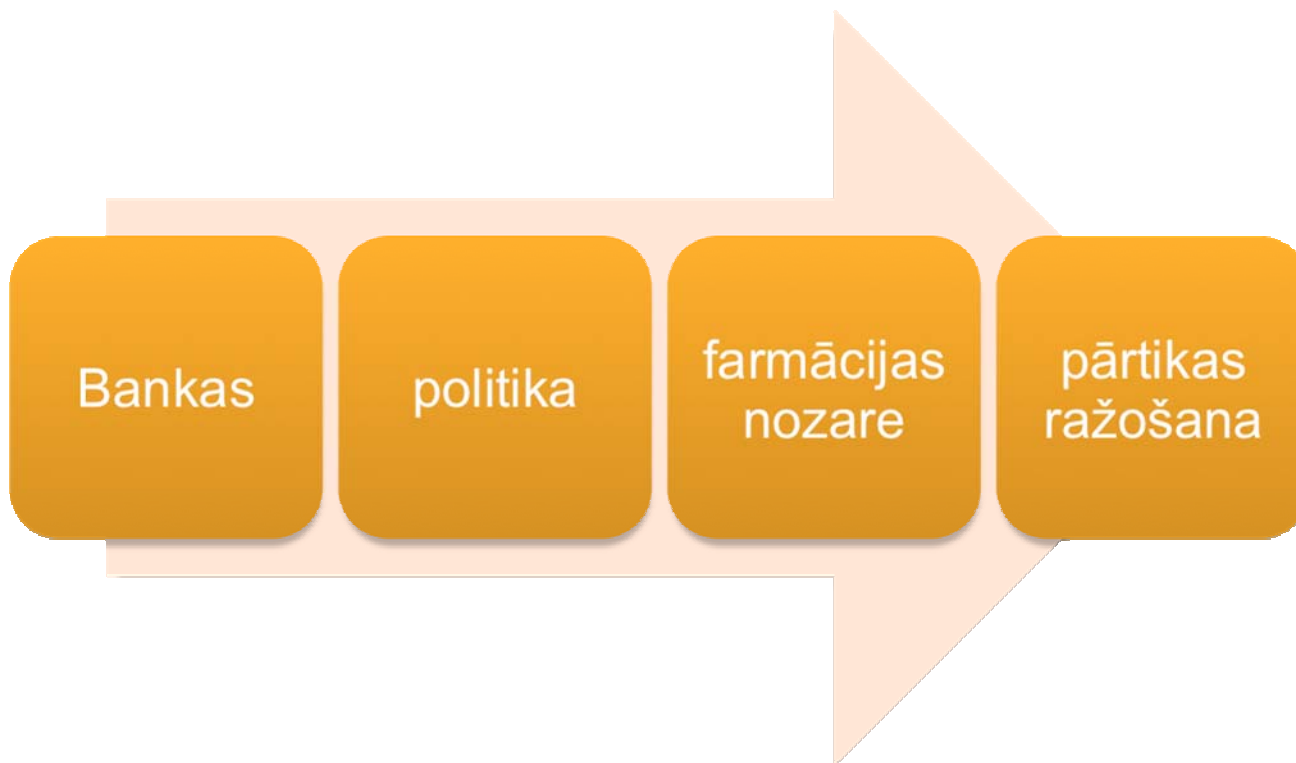 Bankas
politika
farmācijas
nozare
pārtikas
ražošana